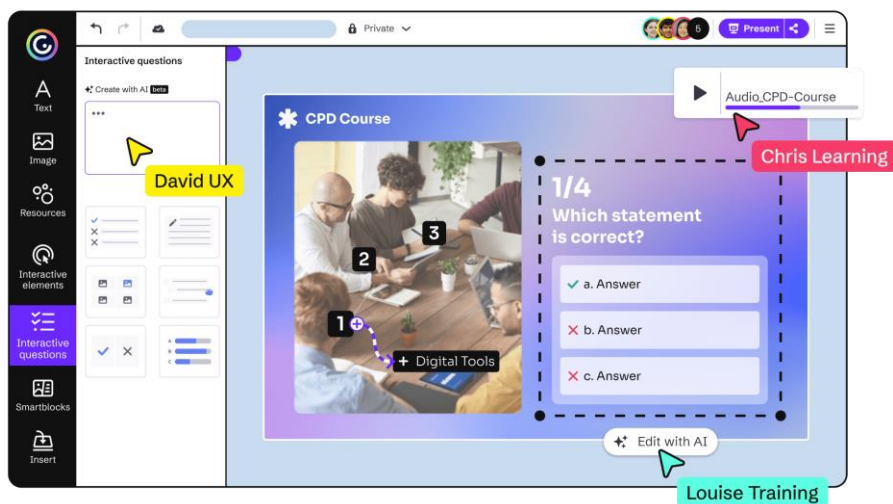 Private
5
Present
Text
Image
Resources
Interactive
elements
Interactive
questions
Smartblocks
Insert
Interactive questions
Create with AI beta
David UX
Audio_CPD-Course
Chris Learning
CPD Course
3
2
1
+ Digital Tools
1/4
Which statement
is correct?
a. Answer
b. Answer
c. Answer
Edit with AI
Louise Training